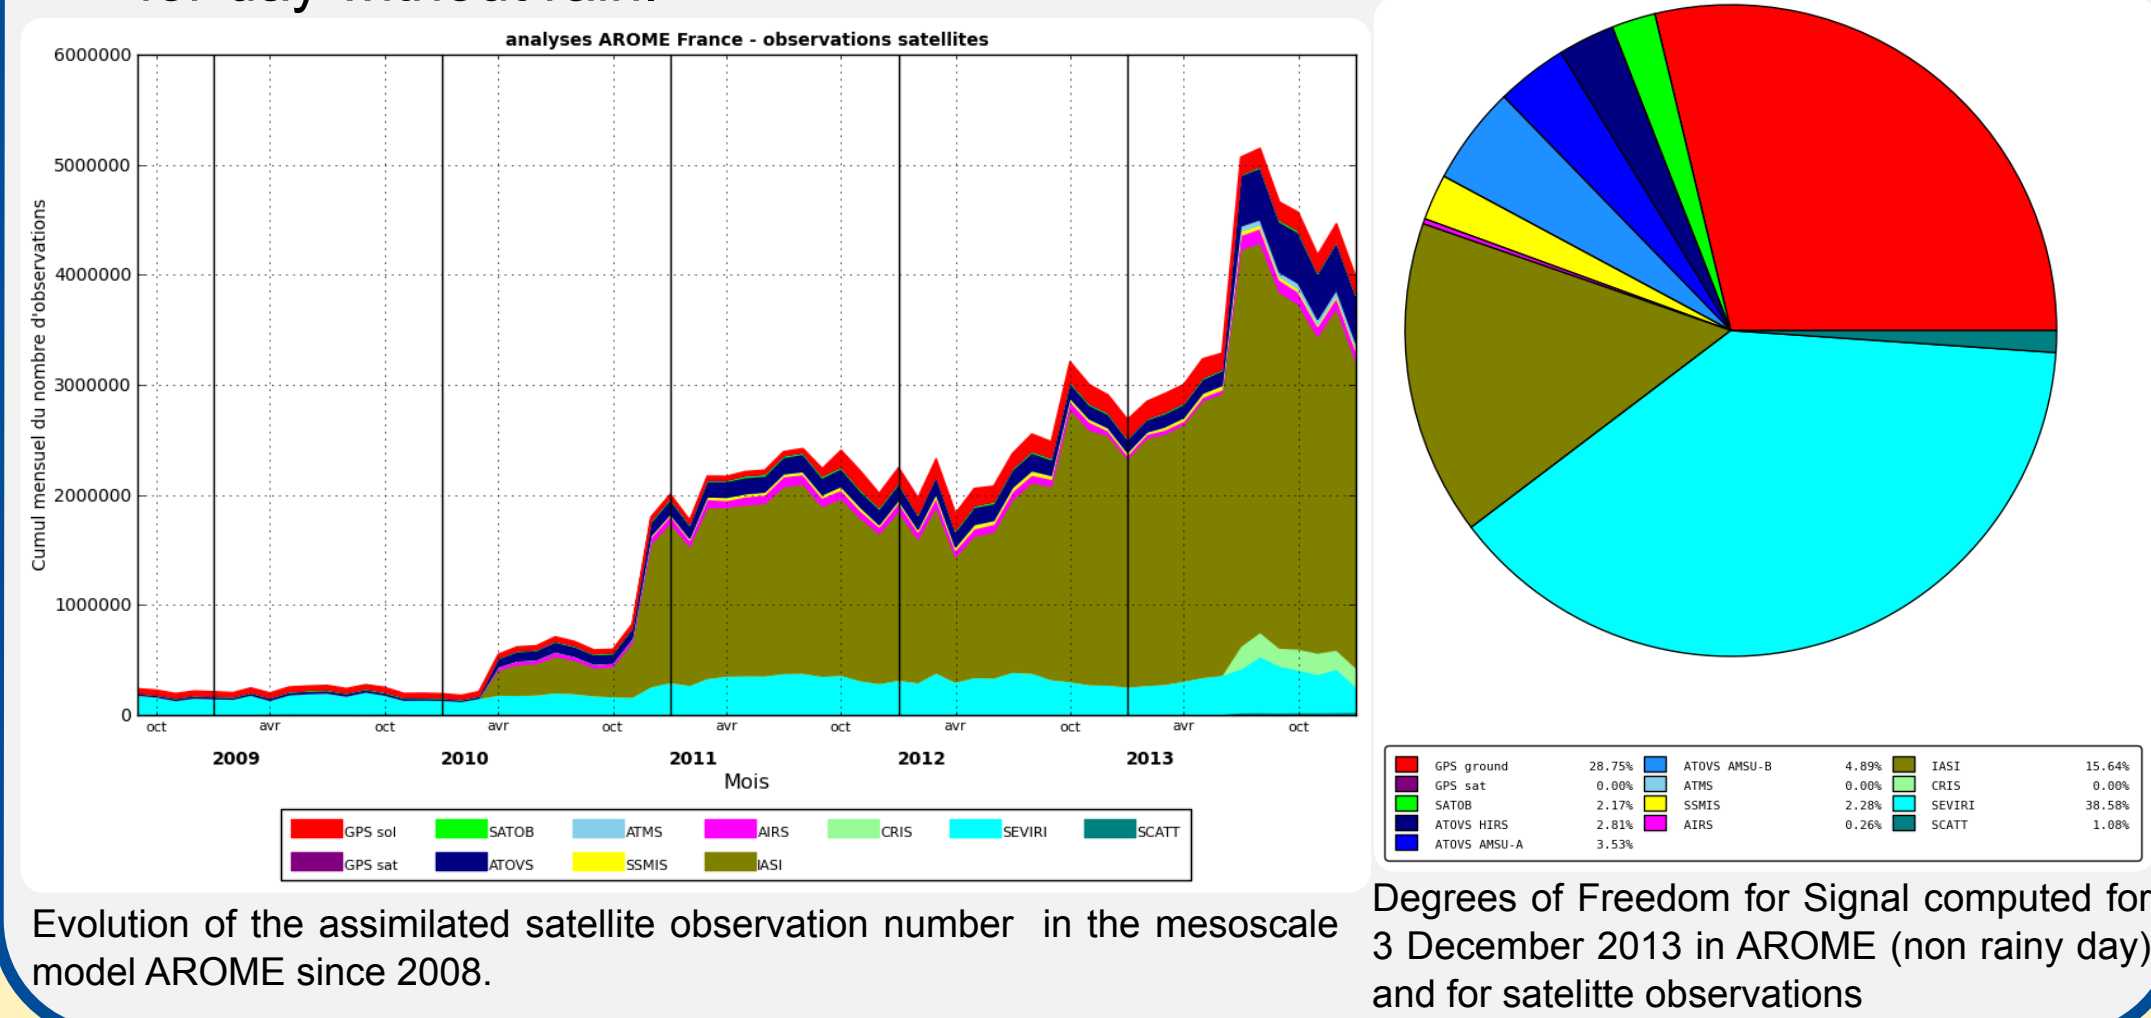 for day without rain.
analyses AROME France - observations satellites
6000000
5000000
4000000
3000000
2000000
1000000
0
Cumul mensuel du nombre d'observations
oct avr oct avr oct avr oct avr oct avr oct
2009 2010 2011 2012 2013
Mois
GPS sol SATOB ATMS AIRS CRIS SEVIRI SCATT
GPS sat ATOVS SSMIS IASI
Evolution of the assimilated satellite observation number in the mesoscale
model AROME since 2008.
GPS ground 28.75% ATOVS AMSU-B 4.89% IASI 15.64%
GPS sat 0.00% ATMS 0.00% CRIS 0.00%
SATOB 2.17% SSMIS 2.28% SEVIRI 38.58%
ATOVS HIRS 2.81% AIRS 0.26% SCATT 1.08%
ATOVS AMSU-A 3.53%
Degrees of Freedom for Signal computed for
3 December 2013 in AROME (non rainy day)
and for satelitte observations